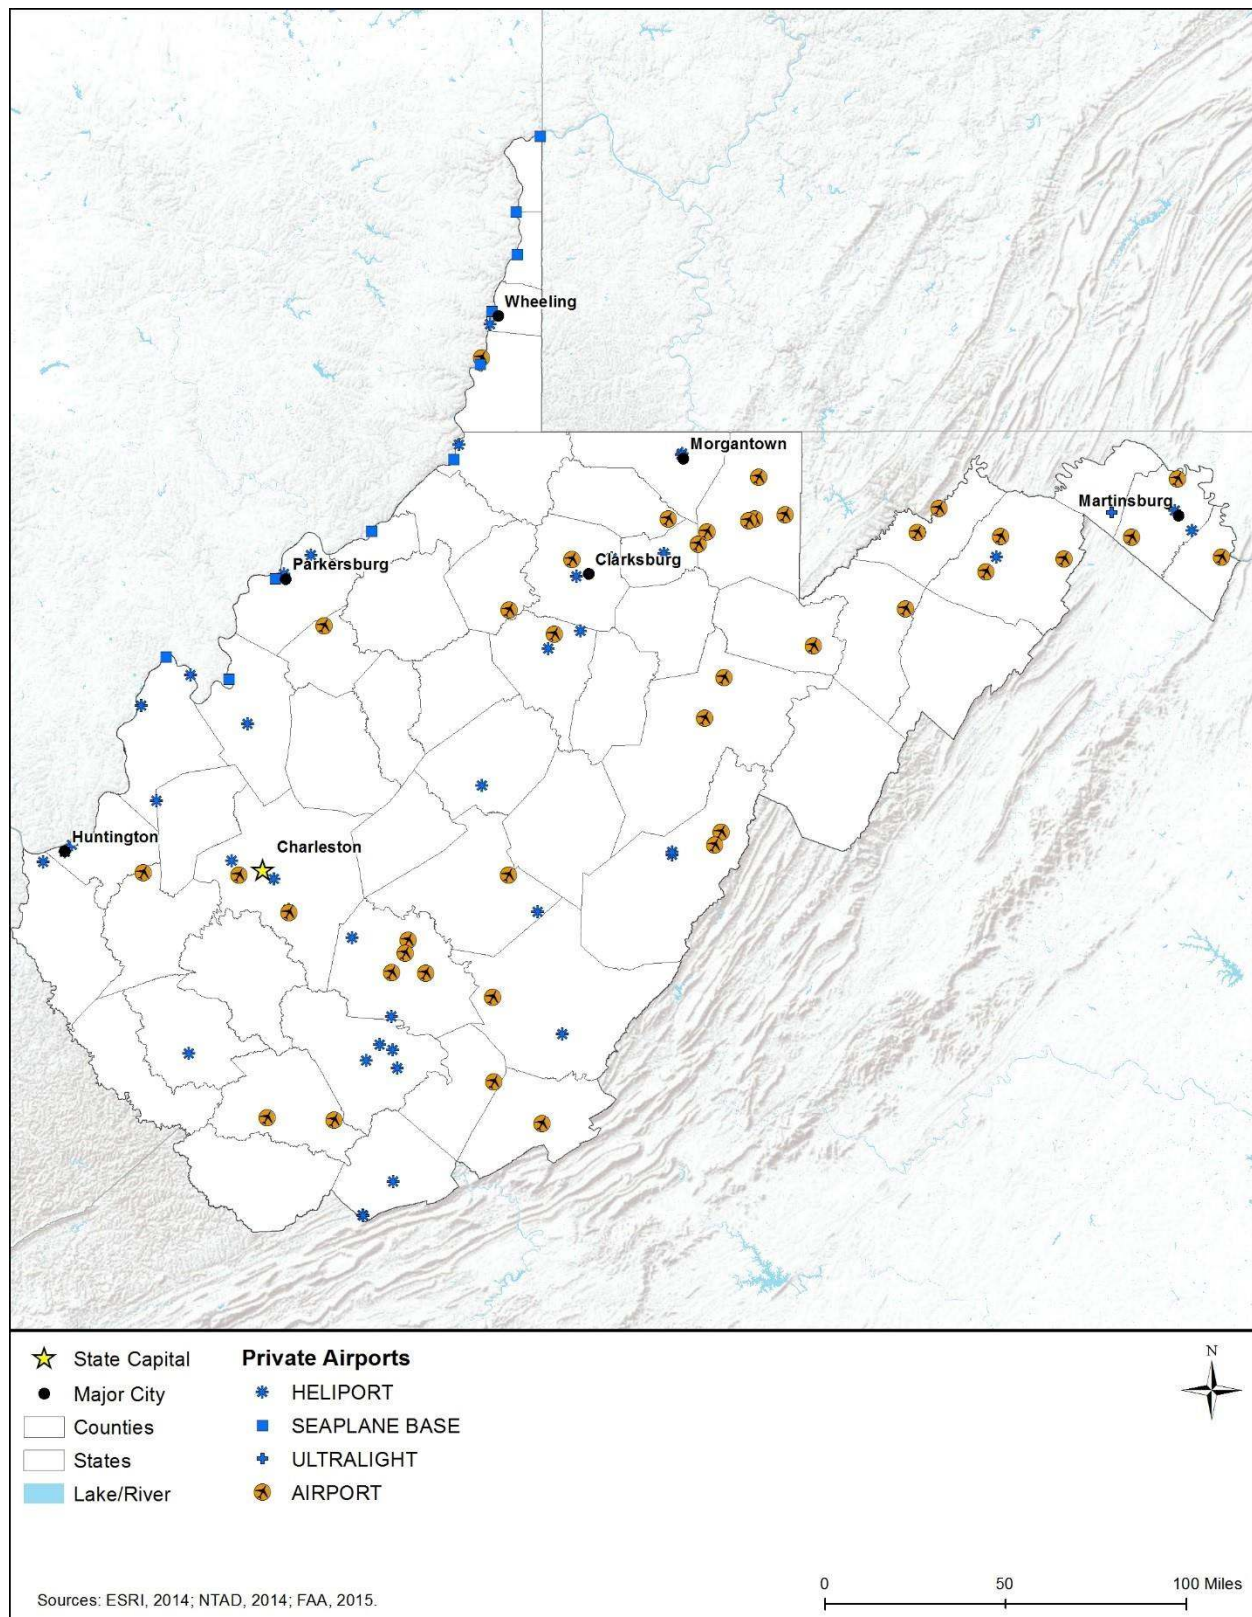 Wheeling
Morgantown
Martinsburg
Parkersburg
Clarksburg
Huntington
Charleston
State Capital
Major City
Counties
States
Lake/River
Private Airports
HELIPORT
SEAPLANE BASE
ULTRALIGHT
AIRPORT
N
0 50 100 Miles
Sources: ESRI, 2014; NTAD, 2014; FAA, 2015.